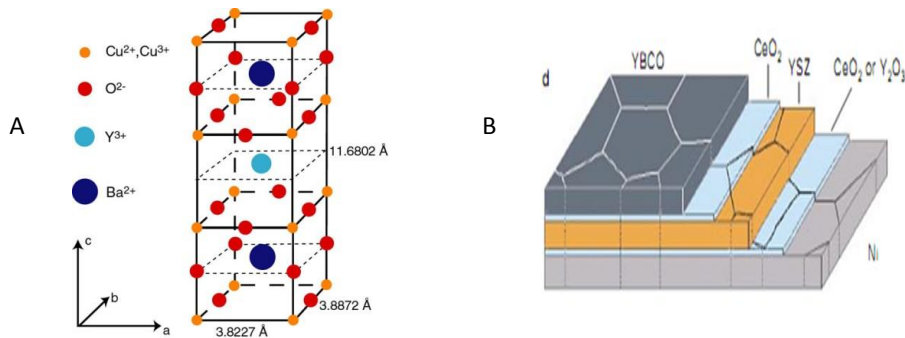 A
Cu²⁺,Cu³⁺
O²⁻
Y³⁺
Ba²⁺
c
b
a
11.6802 Å
3.8872 Å
3.8227 Å
B
d
YBCO
CeO₂
YSZ
CeO₂ or Y₂O₃
Ni